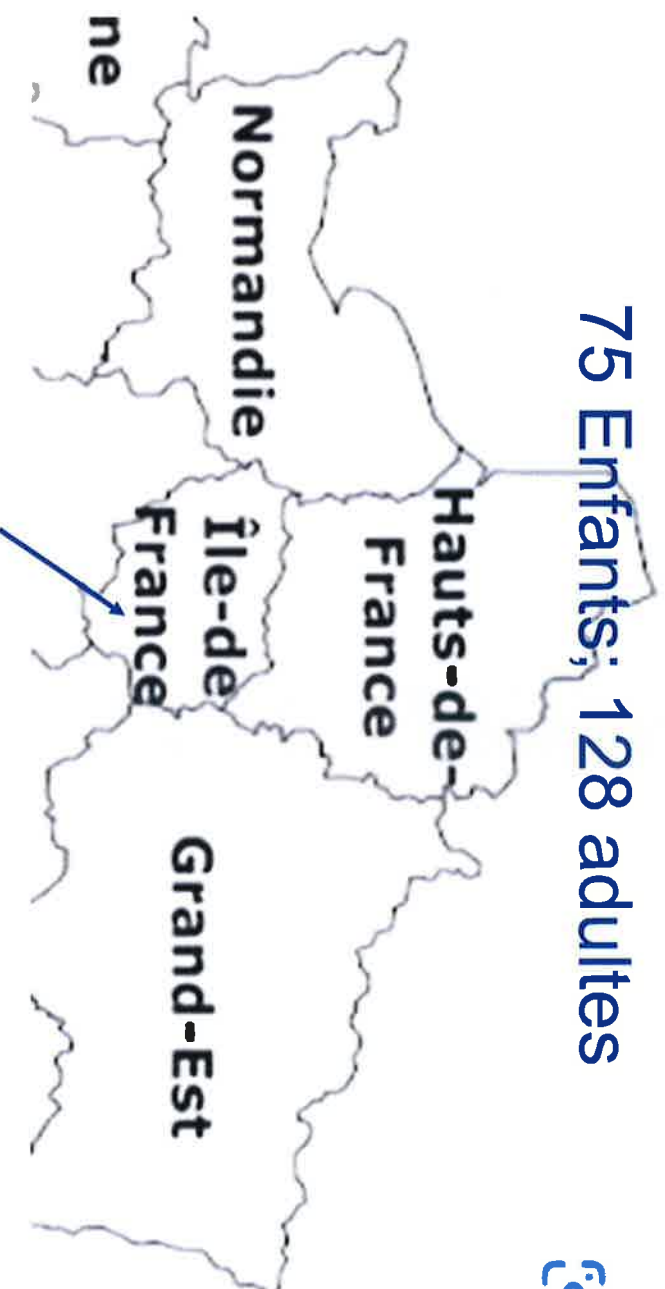 75 Enfants; 128 adultes
Hauts-de-
France
Normandie
Île-de
France
Grand-Est
ne